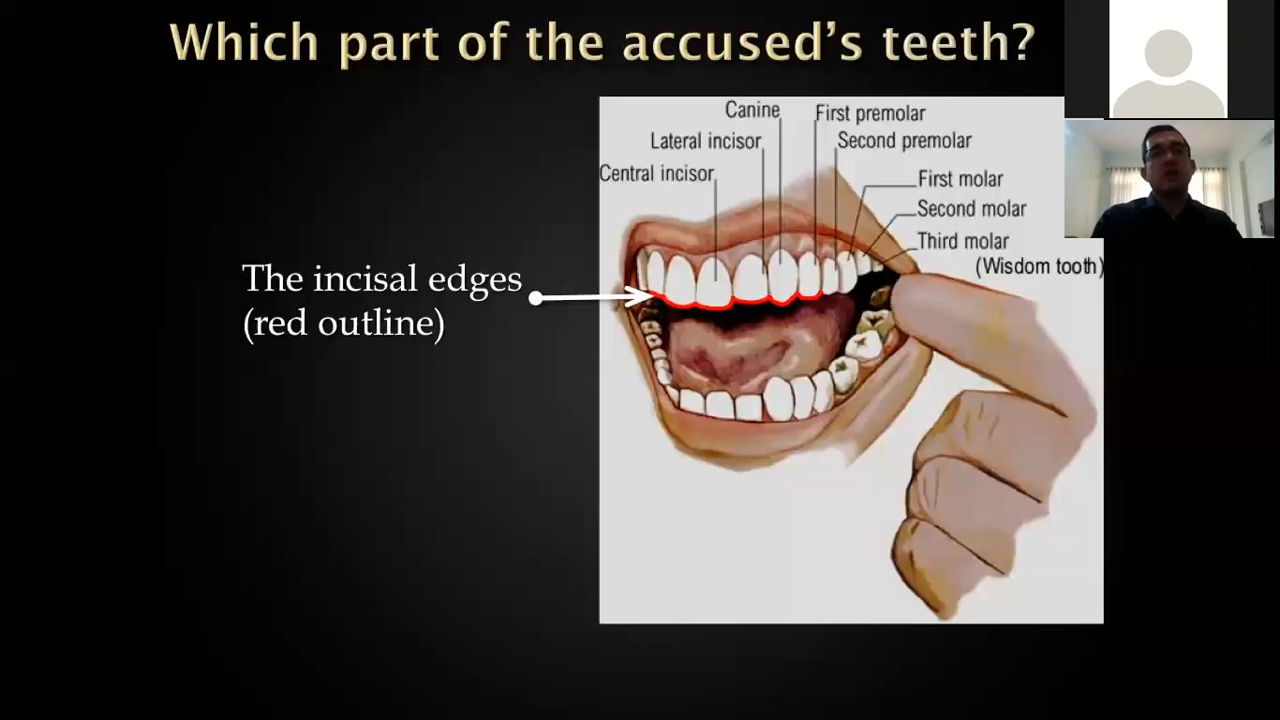 Which part of the accused's teeth?
Canine
First premolar
Lateral incisor
Second premolar
Central incisor
First molar
Second molar
Third molar
(Wisdom tooth)
The incisal edges
(red outline)